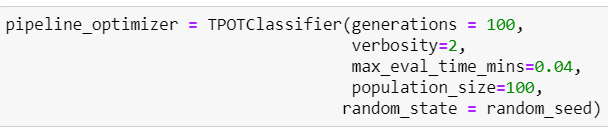 pipeline_optimizer = TPOTClassifier(generations = 100,
verbosity=2,
max_eval_time_mins=0.04,
population_size=100,
random_state = random_seed)